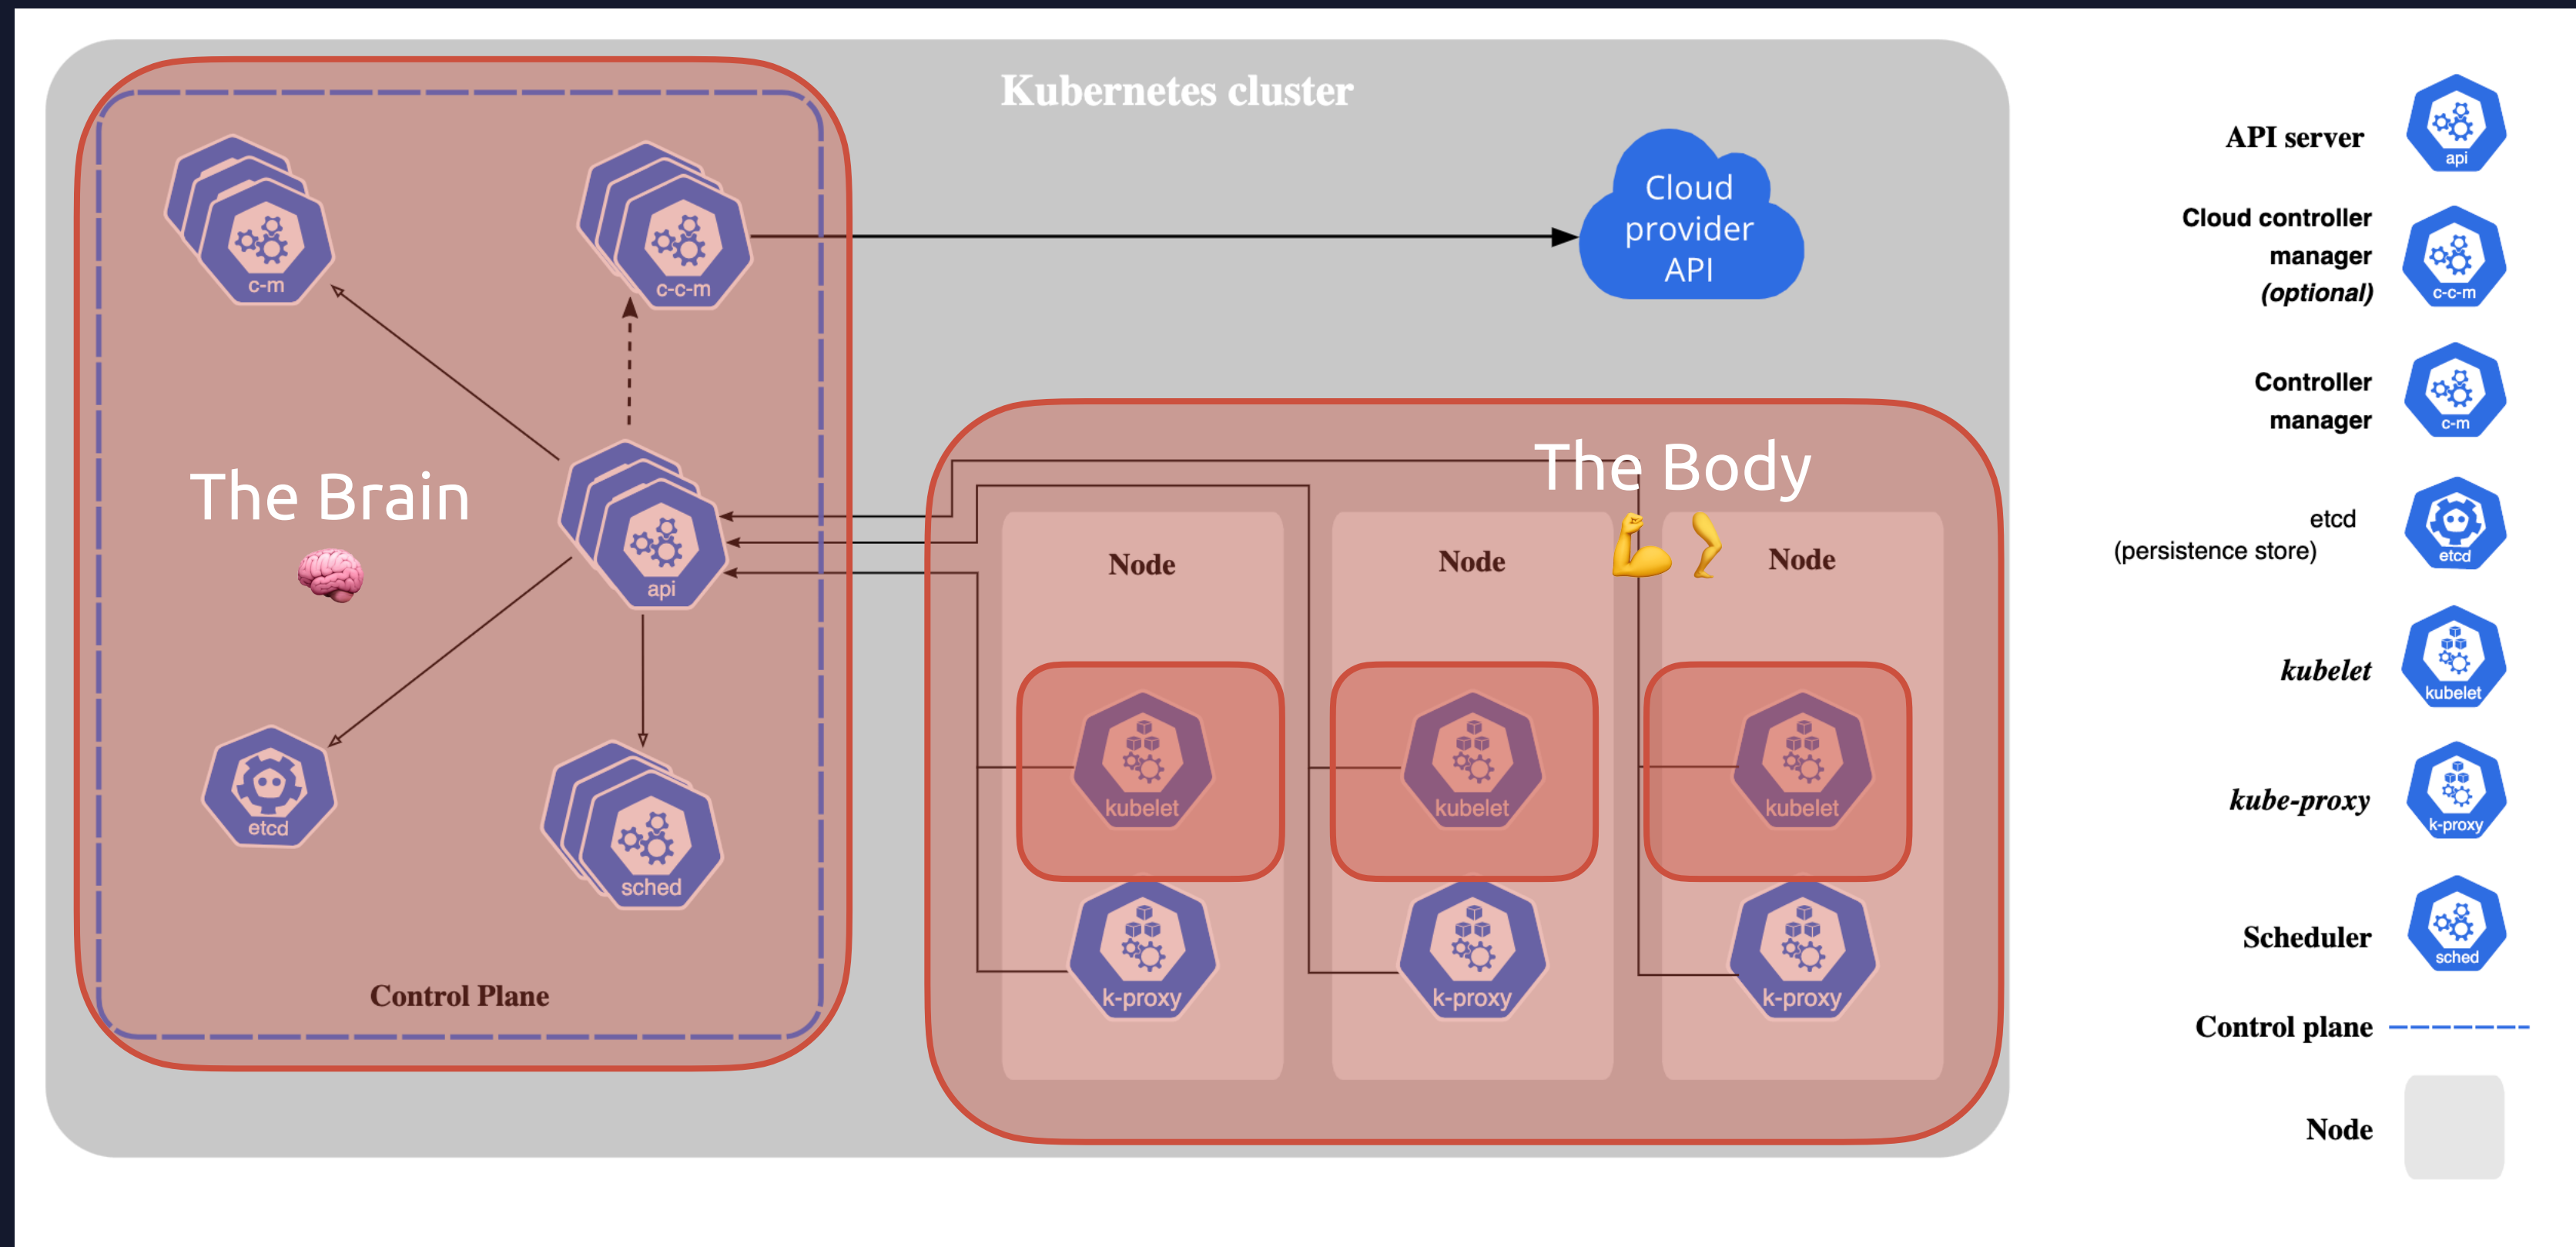 Kubernetes cluster
c-m
c-c-m
Cloud
provider
API
The Brain
api
etcd
sched
Control Plane
The Body
Node
Node
Node
kubelet
kubelet
kubelet
k-proxy
k-proxy
k-proxy
API server
api
Cloud controller
manager
(optional)
c-c-m
Controller
manager
c-m
etcd
(persistence store)
etcd
kubelet
kubelet
kube-proxy
k-proxy
Scheduler
sched
Control plane
Node